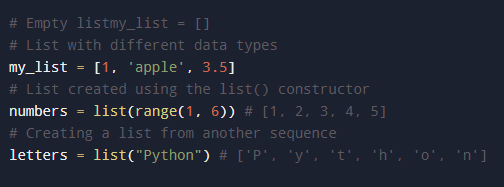 # Empty listmy_list = []
# List with different data types
my_list = [1, 'apple', 3.5]
# List created using the list() constructor
numbers = list(range(1, 6)) # [1, 2, 3, 4, 5]
# Creating a list from another sequence
letters = list("Python") # ['P', 'y', 't', 'h', 'o', 'n']